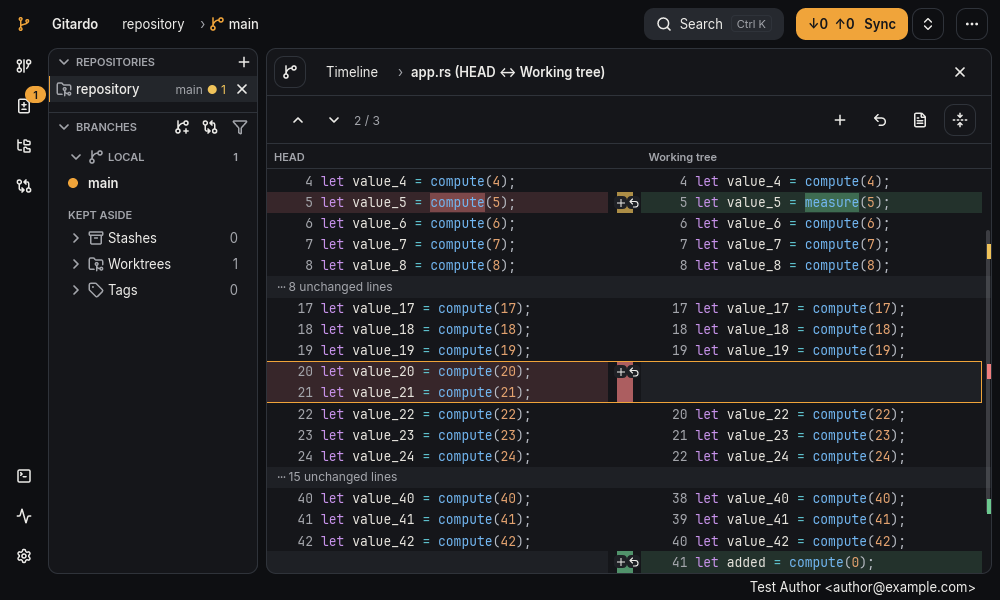 Gitardo repository › main Search Ctrl K ↓0 ↑0 Sync ···
REPOSITORIES +
repository main 1 ×
1
BRANCHES
LOCAL 1
main
KEPT ASIDE
Stashes 0
Worktrees 1
Tags 0
Timeline › app.rs (HEAD ↔ Working tree)
2 / 3
HEAD Working tree
4 let value_4 = compute(4); 4 let value_4 = compute(4);
5 let value_5 = compute(5); 5 let value_5 = measure(5);
6 let value_6 = compute(6); 6 let value_6 = compute(6);
7 let value_7 = compute(7); 7 let value_7 = compute(7);
8 let value_8 = compute(8); 8 let value_8 = compute(8);
··· 8 unchanged lines
17 let value_17 = compute(17); 17 let value_17 = compute(17);
18 let value_18 = compute(18); 18 let value_18 = compute(18);
19 let value_19 = compute(19); 19 let value_19 = compute(19);
20 let value_20 = compute(20);
21 let value_21 = compute(21);
22 let value_22 = compute(22); 20 let value_22 = compute(22);
23 let value_23 = compute(23); 21 let value_23 = compute(23);
24 let value_24 = compute(24); 22 let value_24 = compute(24);
··· 15 unchanged lines
40 let value_40 = compute(40); 38 let value_40 = compute(40);
41 let value_41 = compute(41); 39 let value_41 = compute(41);
42 let value_42 = compute(42); 40 let value_42 = compute(42);
41 let added = compute(0);
Test Author <author@example.com>